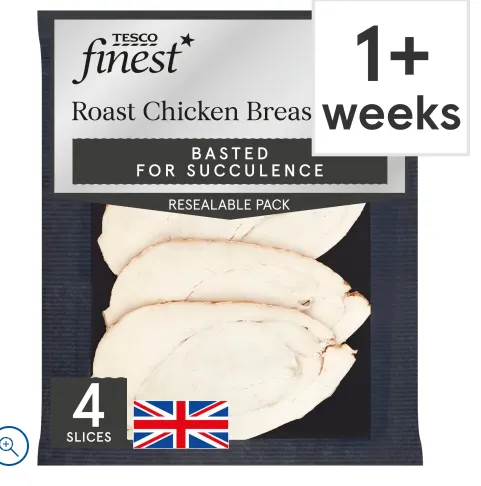 TESCO
finest
Roast Chicken Breas
BASTED
FOR SUCCULENCE
RESEALABLE PACK
1+
weeks
4
SLICES